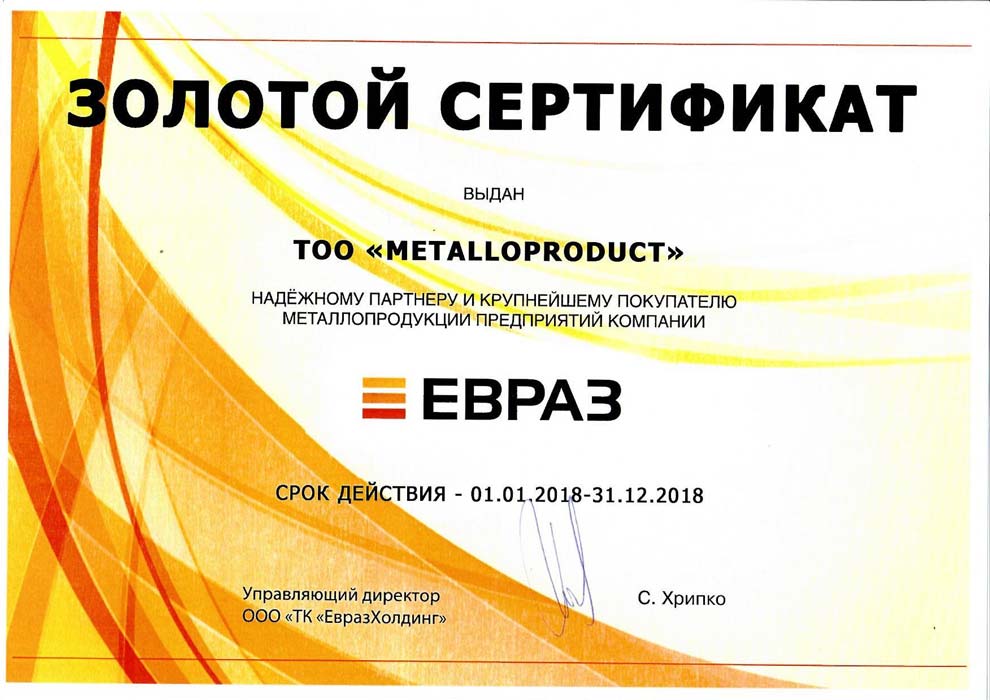 ЗОЛОТОЙ СЕРТИФИКАТ
ВЫДАН
ТОО «METALLOPRODUCT»
НАДЁЖНОМУ ПАРТНЕРУ И КРУПНЕЙШЕМУ ПОКУПАТЕЛЮ
МЕТАЛЛОПРОДУКЦИИ ПРЕДПРИЯТИЙ КОМПАНИИ
ЕВРАЗ
СРОК ДЕЙСТВИЯ - 01.01.2018-31.12.2018
Управляющий директор
ООО «ТК «ЕвразХолдинг»
С. Хрипко